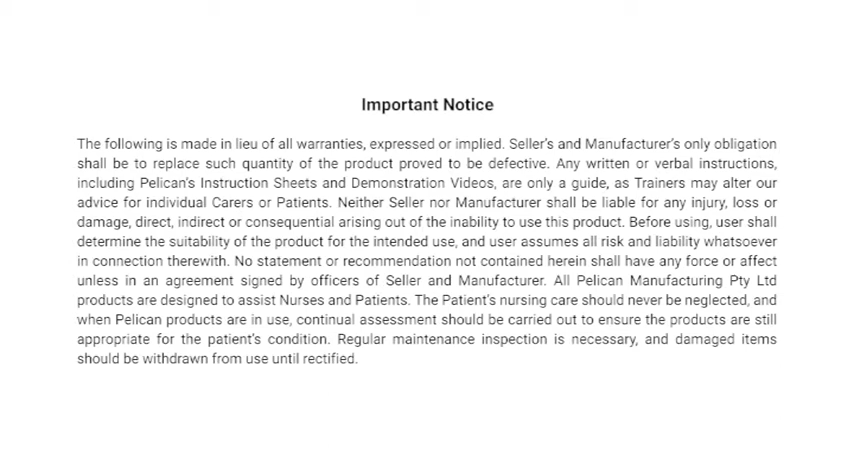 Important Notice
The following is made in lieu of all warranties, expressed or implied. Seller's and Manufacturer's only obligation
shall be to replace such quantity of the product proved to be defective. Any written or verbal instructions,
including Pelican's Instruction Sheets and Demonstration Videos, are only a guide, as Trainers may alter our
advice for individual Carers or Patients. Neither Seller nor Manufacturer shall be liable for any injury, loss or
damage, direct, indirect or consequential arising out of the inability to use this product. Before using, user shall
determine the suitability of the product for the intended use, and user assumes all risk and liability whatsoever
in connection therewith. No statement or recommendation not contained herein shall have any force or affect
unless in an agreement signed by officers of Seller and Manufacturer. All Pelican Manufacturing Pty Ltd
products are designed to assist Nurses and Patients. The Patient's nursing care should never be neglected, and
when Pelican products are in use, continual assessment should be carried out to ensure the products are still
appropriate for the patient's condition. Regular maintenance inspection is necessary, and damaged items
should be withdrawn from use until rectified.